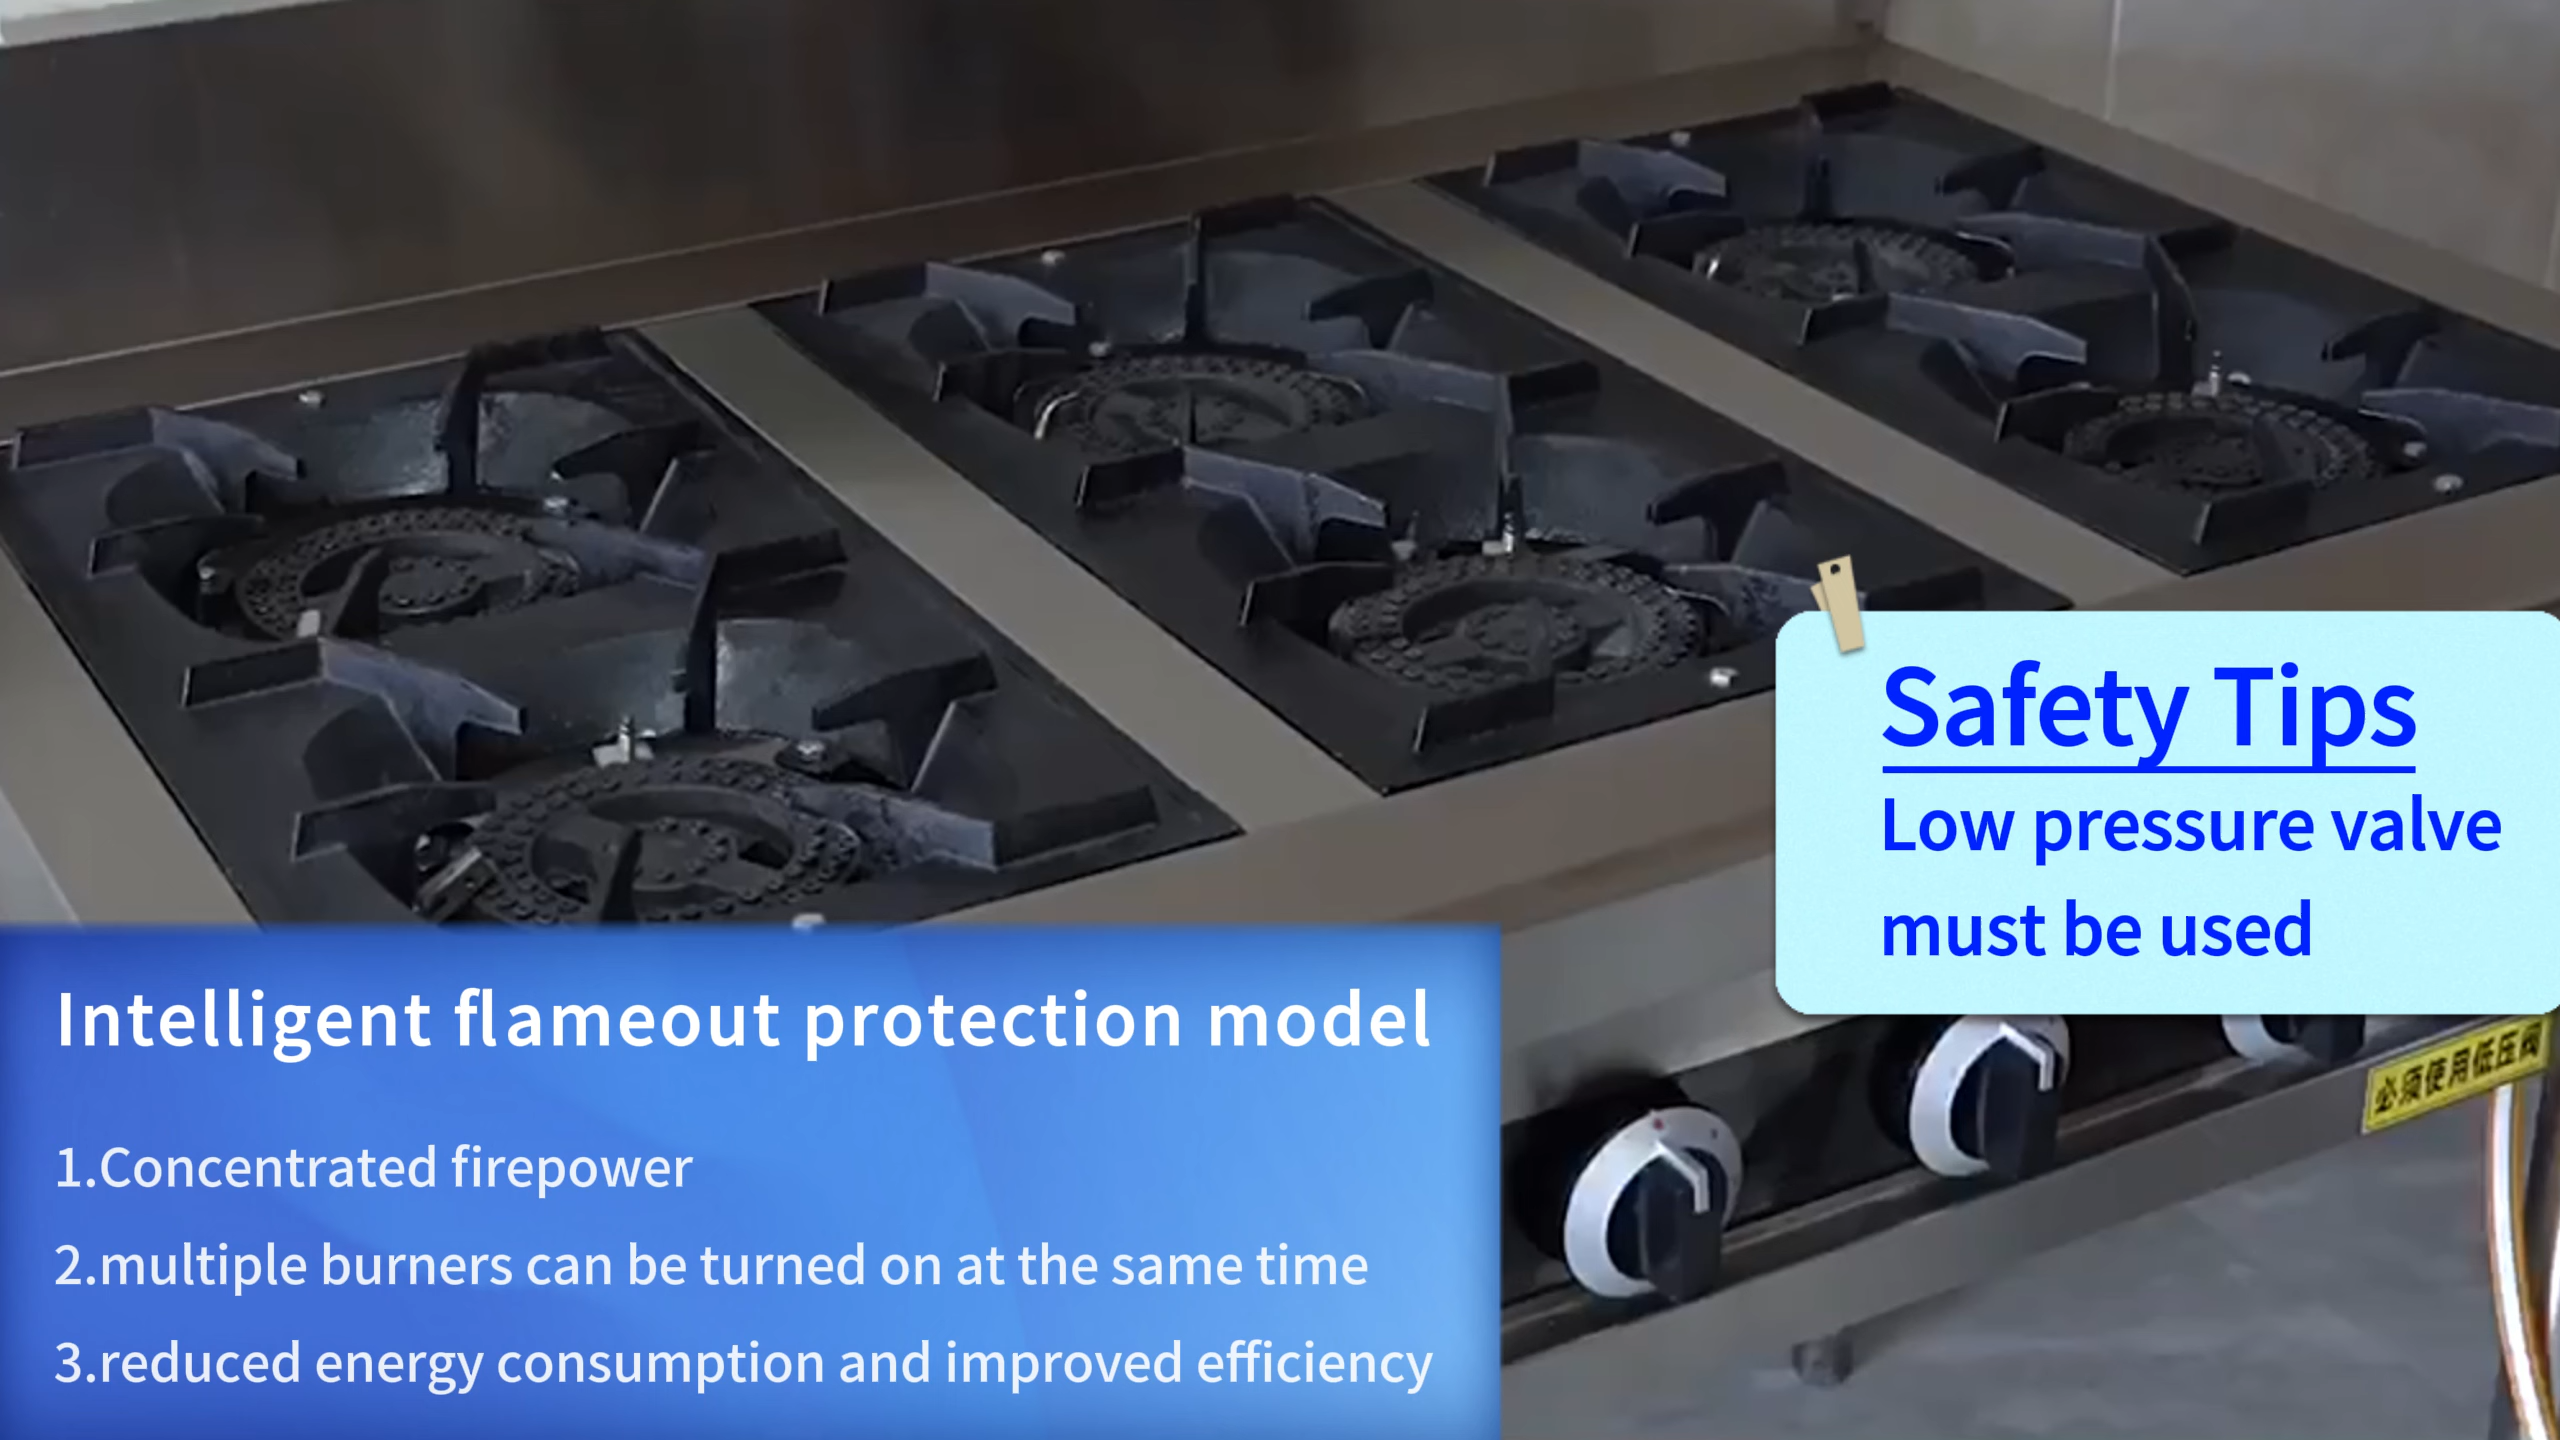 Safety Tips
Low pressure valve
must be used
必须使用低压阀
Intelligent flameout protection model
1.Concentrated firepower
2.multiple burners can be turned on at the same time
3.reduced energy consumption and improved efficiency